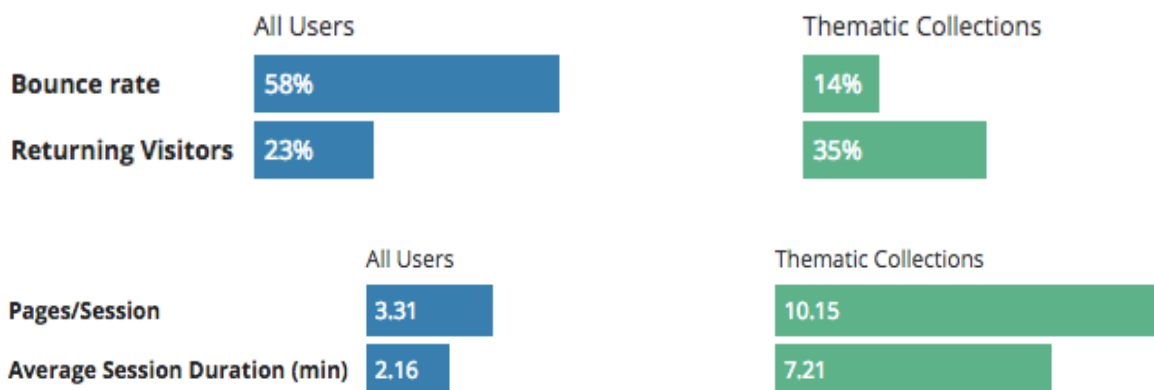 All Users Thematic Collections
Bounce rate 58% 14%
Returning Visitors 23% 35%
All Users Thematic Collections
Pages/Session 3.31 10.15
Average Session Duration (min) 2.16 7.21